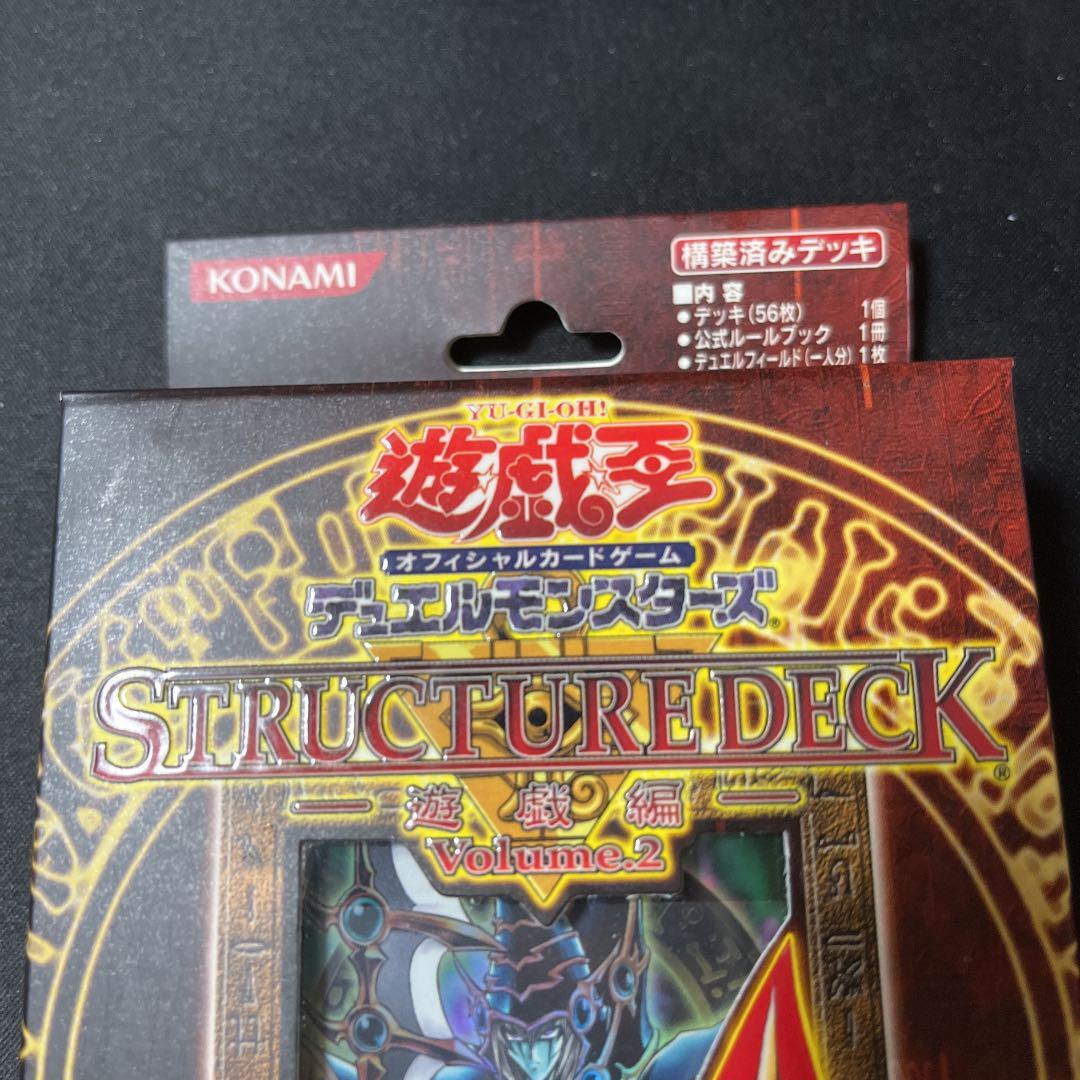 KONAMI
構築済みデッキ
■内 容
●デッキ(56枚) 1個
●公式ルールブック 1冊
●デュエルフィールド(一人分) 1枚
YU-GI-OH!
遊戯王
オフィシャルカードゲーム
デュエルモンスターズ®
STRUCTURE DECK®
遊戯編
Volume.2